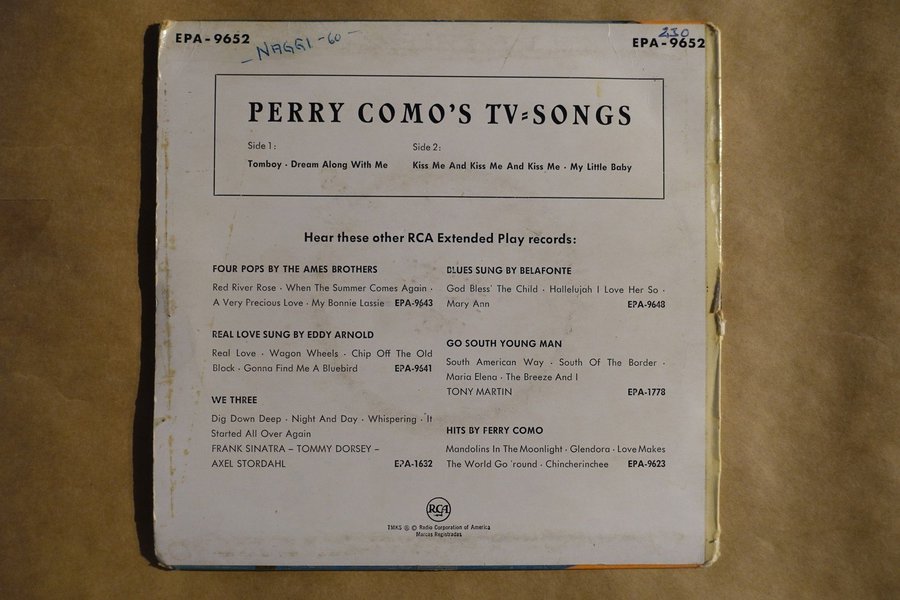 EPA-9652
NAGGI -60-
230
EPA-9652
PERRY COMO'S TV=SONGS
Side 1:
Tomboy · Dream Along With Me
Side 2:
Kiss Me And Kiss Me And Kiss Me · My Little Baby
Hear these other RCA Extended Play records:
FOUR POPS BY THE AMES BROTHERS
Red River Rose · When The Summer Comes Again ·
A Very Precious Love · My Bonnie Lassie EPA-9643
REAL LOVE SUNG BY EDDY ARNOLD
Real Love · Wagon Wheels · Chip Off The Old
Block · Gonna Find Me A Bluebird EPA-9641
WE THREE
Dig Down Deep · Night And Day · Whispering · It
Started All Over Again
FRANK SINATRA – TOMMY DORSEY –
AXEL STORDAHL EPA-1632
BLUES SUNG BY BELAFONTE
God Bless' The Child · Hallelujah I Love Her So ·
Mary Ann EPA-9648
GO SOUTH YOUNG MAN
South American Way · South Of The Border ·
Maria Elena · The Breeze And I
TONY MARTIN EPA-1778
HITS BY PERRY COMO
Mandolins In The Moonlight · Glendora · Love Makes
The World Go 'round · Chincherinchee EPA-9623
RCA
TMKS ® © Radio Corporation of America
Marcas Registradas